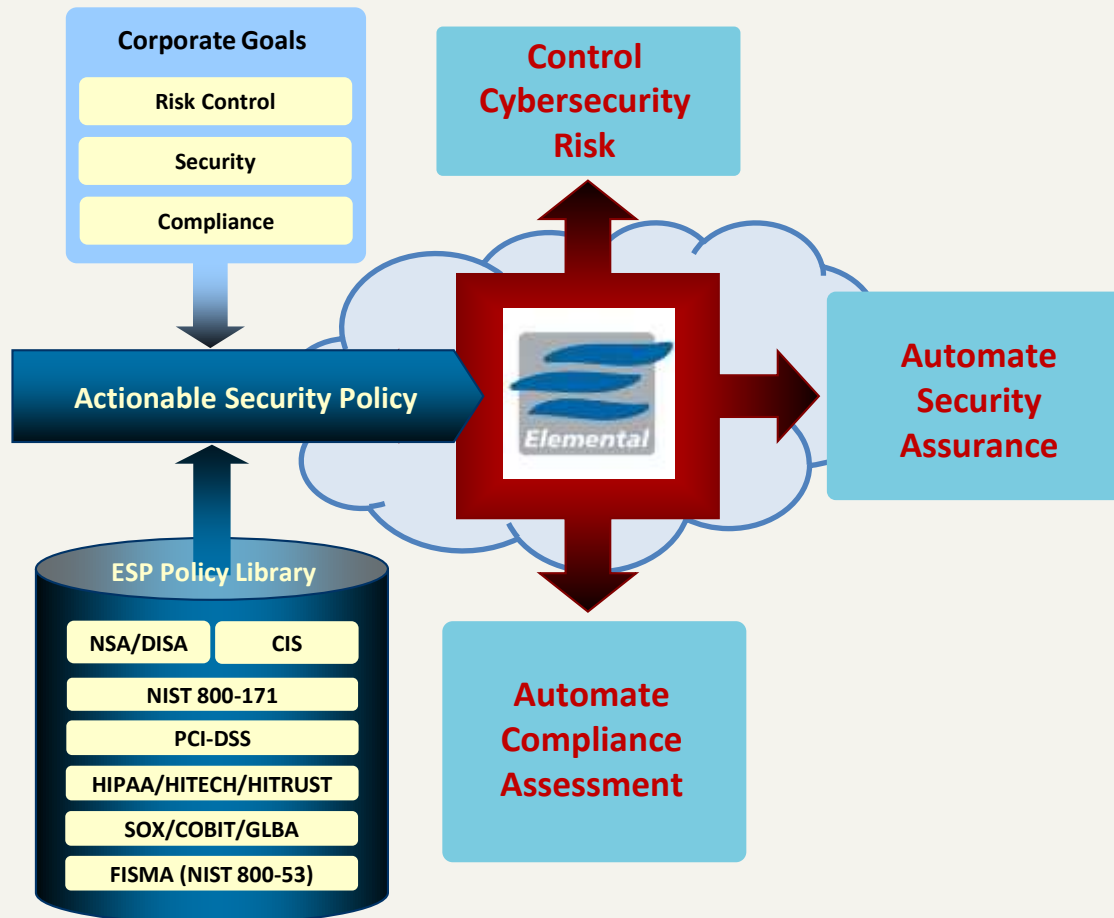 Corporate Goals
Risk Control
Security
Compliance
Control
Cybersecurity
Risk
Actionable Security Policy
Elemental
Automate
Security
Assurance
ESP Policy Library
NSA/DISA
CIS
NIST 800-171
PCI-DSS
HIPAA/HITECH/HITRUST
SOX/COBIT/GLBA
FISMA (NIST 800-53)
Automate
Compliance
Assessment